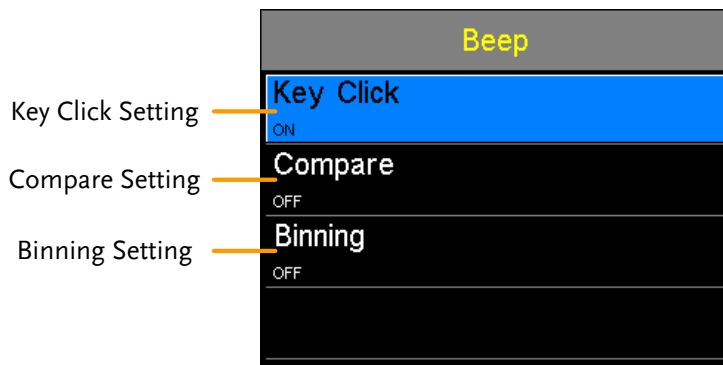 Beep
Key Click Setting
Key Click
ON
Compare Setting
Compare
OFF
Binning Setting
Binning
OFF